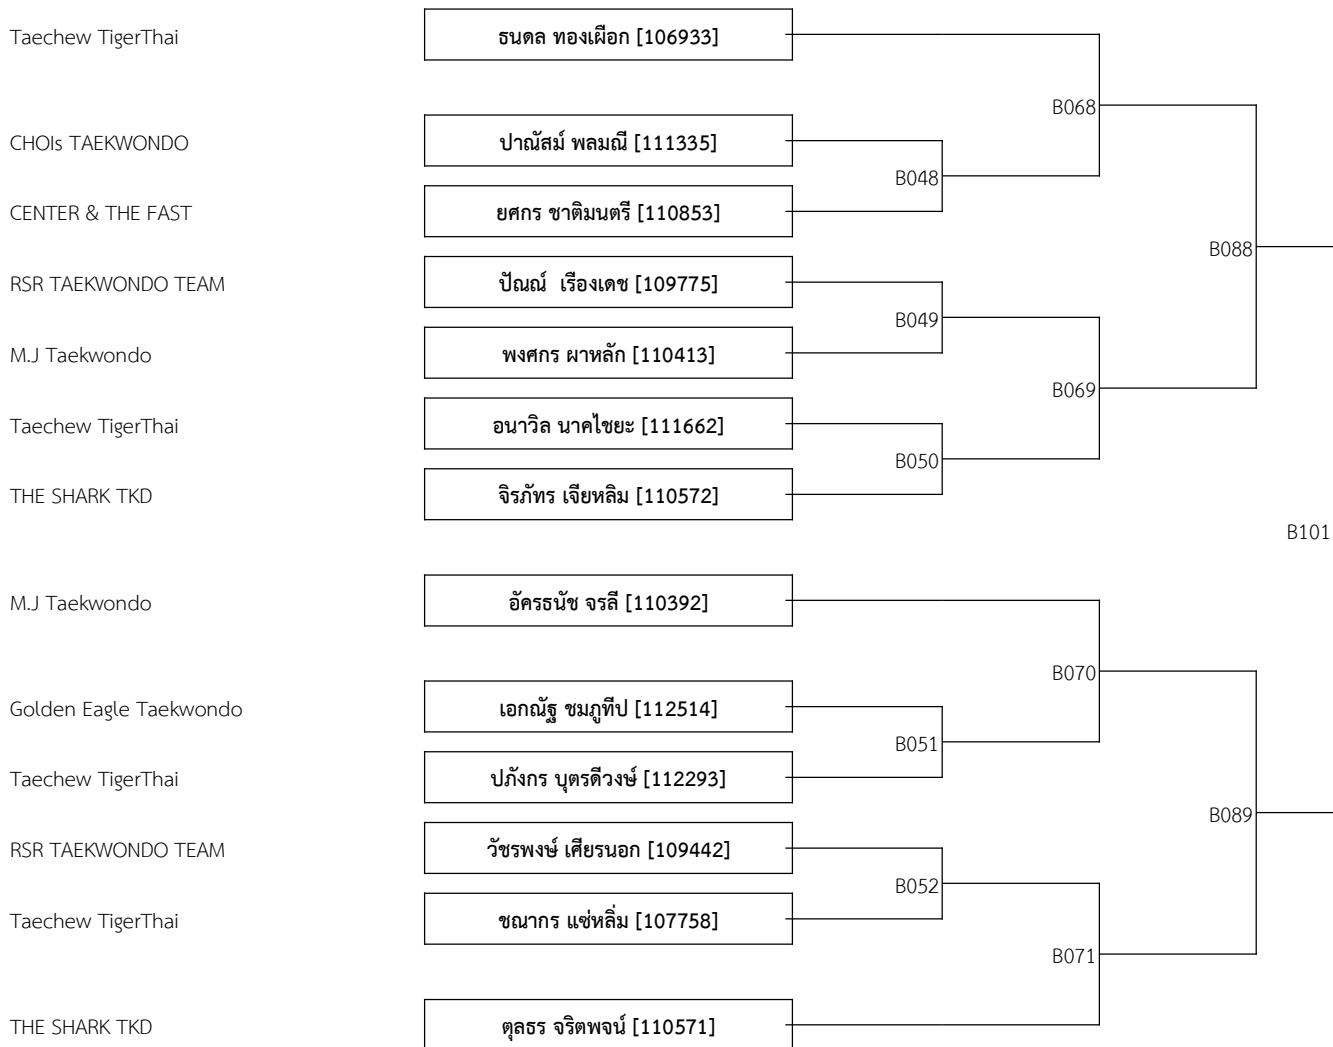 Taechew TigerThai ธนดล ทองเผือก [106933]
B068
CHOIs TAEKWONDO ปาณัสม์ พลมณี [111335]
B048
CENTER & THE FAST ยศกร ชาติมนตรี [110853]
B088
RSR TAEKWONDO TEAM ปัณณ์ เรืองเดช [109775]
B049
M.J Taekwondo พงศกร ผาหลัก [110413]
B069
Taechew TigerThai อนาวิล นาคไชยะ [111662]
B050
THE SHARK TKD จิรภัทร เจียหลิม [110572]
B101
M.J Taekwondo อัครธนัช จรลี [110392]
B070
Golden Eagle Taekwondo เอกณัฐ ชมภูทีป [112514]
B051
Taechew TigerThai ปภังกร บุตรดีวงษ์ [112293]
B089
RSR TAEKWONDO TEAM วัชรพงษ์ เศียรนอก [109442]
B052
Taechew TigerThai ชณากร แซ่หลิ่ม [107758]
B071
THE SHARK TKD ตุลธร จริตพจน์ [110571]